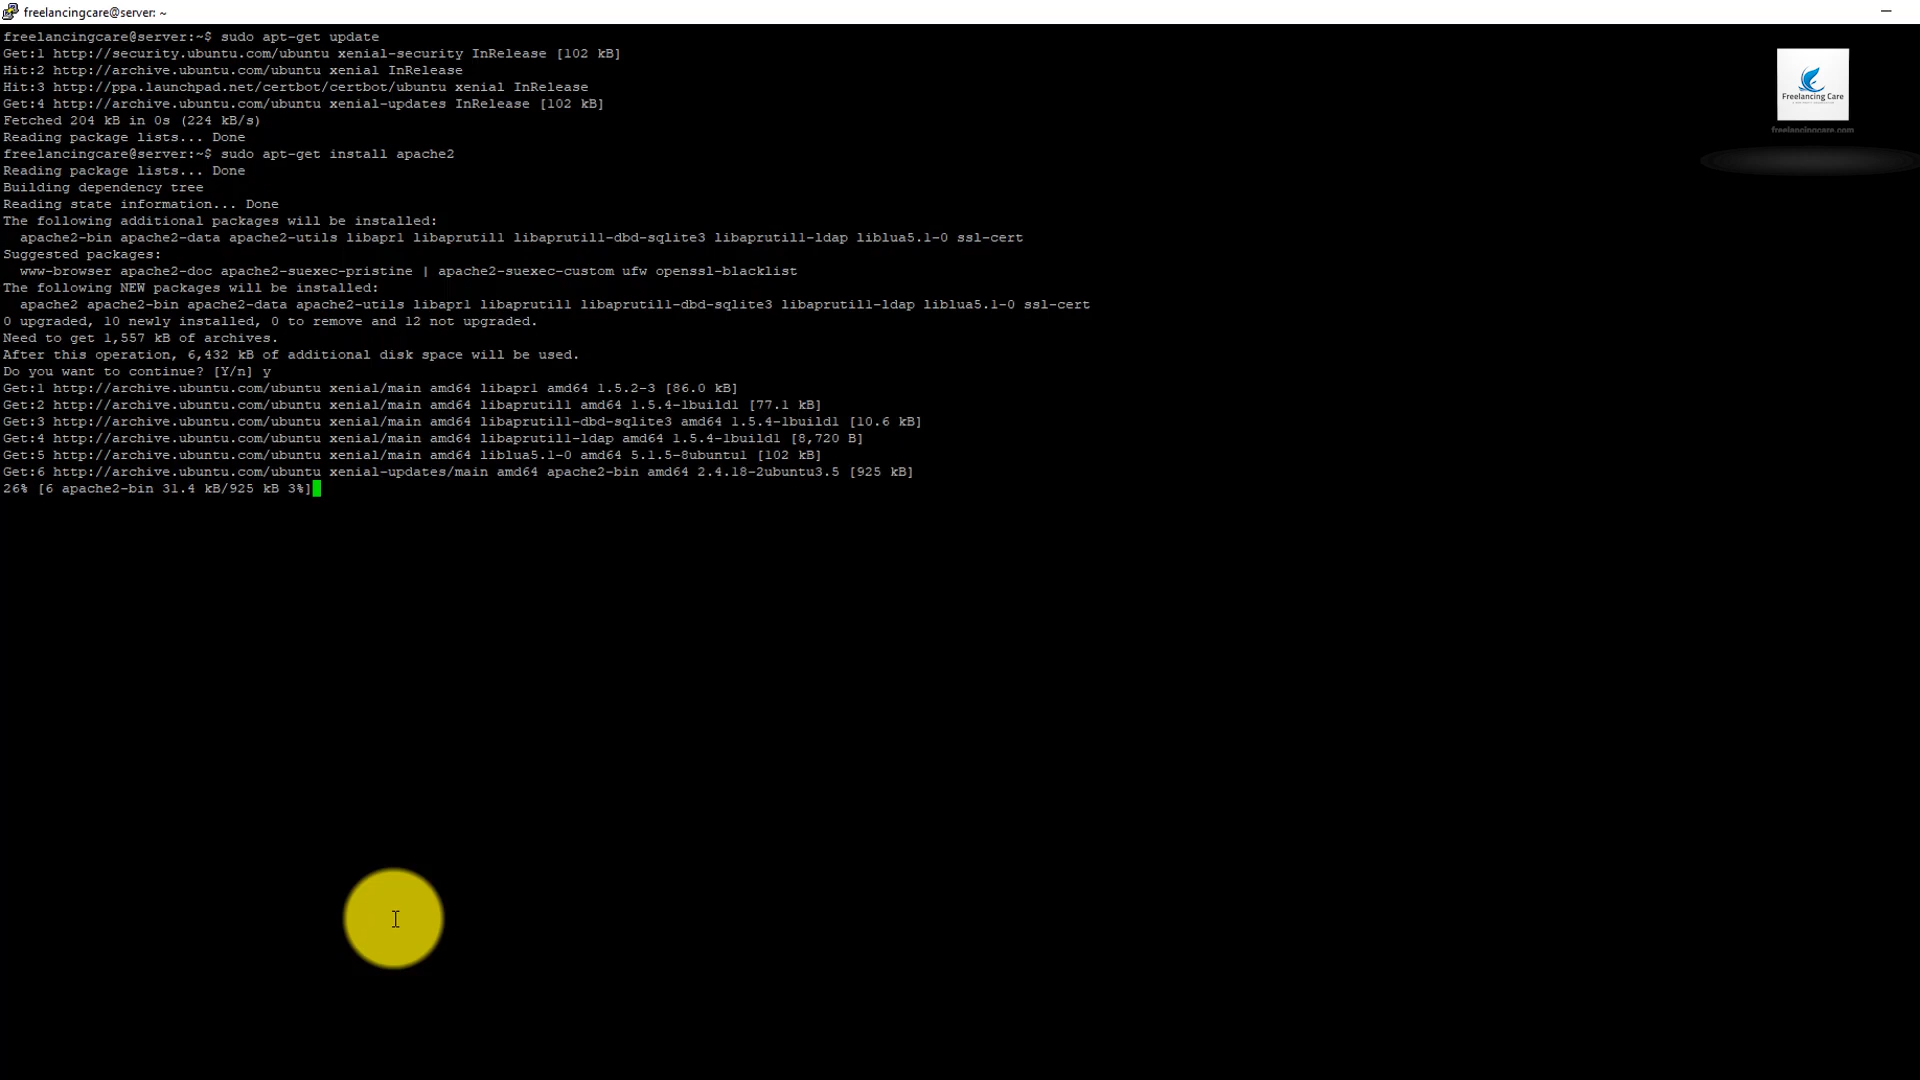 freelancingcare@server: ~
freelancingcare@server:~$ sudo apt-get update
Get:1 http://security.ubuntu.com/ubuntu xenial-security InRelease [102 kB]
Hit:2 http://archive.ubuntu.com/ubuntu xenial InRelease
Hit:3 http://ppa.launchpad.net/certbot/certbot/ubuntu xenial InRelease
Get:4 http://archive.ubuntu.com/ubuntu xenial-updates InRelease [102 kB]
Fetched 204 kB in 0s (224 kB/s)
Reading package lists... Done
freelancingcare@server:~$ sudo apt-get install apache2
Reading package lists... Done
Building dependency tree
Reading state information... Done
The following additional packages will be installed:
apache2-bin apache2-data apache2-utils libapr1 libaprutil1 libaprutil1-dbd-sqlite3 libaprutil1-ldap liblua5.1-0 ssl-cert
Suggested packages:
www-browser apache2-doc apache2-suexec-pristine | apache2-suexec-custom ufw openssl-blacklist
The following NEW packages will be installed:
apache2 apache2-bin apache2-data apache2-utils libapr1 libaprutil1 libaprutil1-dbd-sqlite3 libaprutil1-ldap liblua5.1-0 ssl-cert
0 upgraded, 10 newly installed, 0 to remove and 12 not upgraded.
Need to get 1,557 kB of archives.
After this operation, 6,432 kB of additional disk space will be used.
Do you want to continue? [Y/n] y
Get:1 http://archive.ubuntu.com/ubuntu xenial/main amd64 libapr1 amd64 1.5.2-3 [86.0 kB]
Get:2 http://archive.ubuntu.com/ubuntu xenial/main amd64 libaprutil1 amd64 1.5.4-1build1 [77.1 kB]
Get:3 http://archive.ubuntu.com/ubuntu xenial/main amd64 libaprutil1-dbd-sqlite3 amd64 1.5.4-1build1 [10.6 kB]
Get:4 http://archive.ubuntu.com/ubuntu xenial/main amd64 libaprutil1-ldap amd64 1.5.4-1build1 [8,720 B]
Get:5 http://archive.ubuntu.com/ubuntu xenial/main amd64 liblua5.1-0 amd64 5.1.5-8ubuntu1 [102 kB]
Get:6 http://archive.ubuntu.com/ubuntu xenial-updates/main amd64 apache2-bin amd64 2.4.18-2ubuntu3.5 [925 kB]
26% [6 apache2-bin 31.4 kB/925 kB 3%]
Freelancing Care
freelancingcare.com